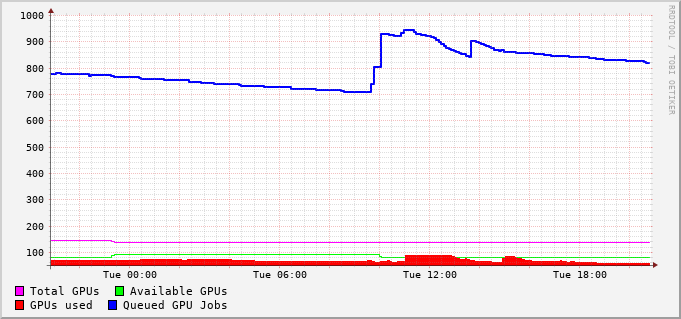 1000
900
800
700
600
500
400
300
200
100
Tue 00:00 Tue 06:00 Tue 12:00 Tue 18:00
Total GPUs Available GPUs
GPUs used Queued GPU Jobs
RRDTOOL / TOBI OETIKER